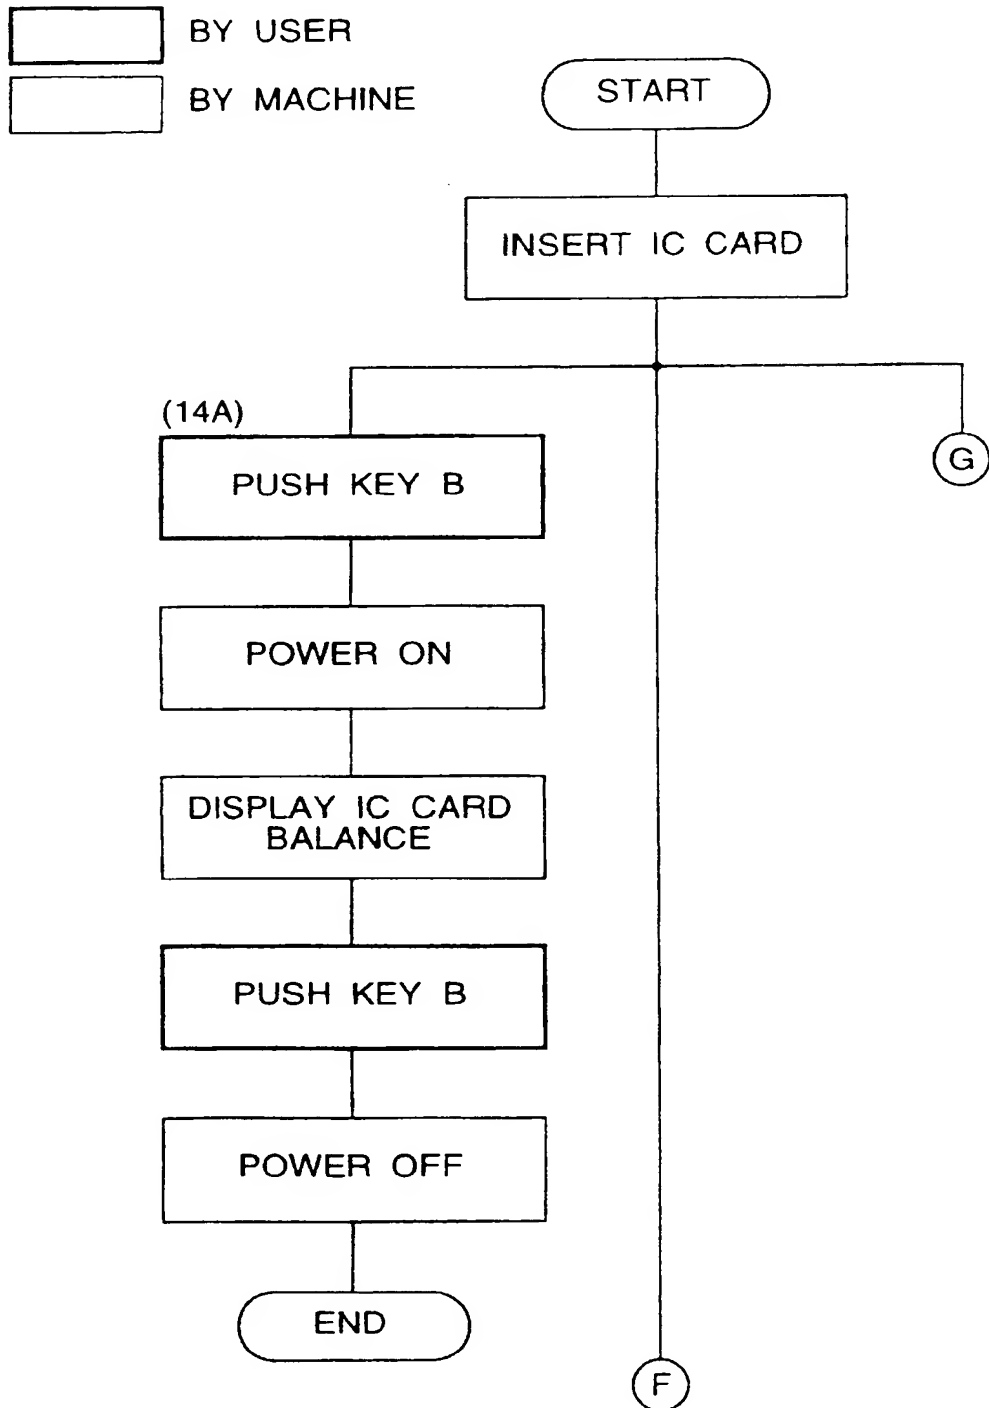 BY USER
BY MACHINE
START
INSERT IC CARD
(14A)
G
PUSH KEY B
POWER ON
DISPLAY IC CARD
BALANCE
PUSH KEY B
POWER OFF
END
F